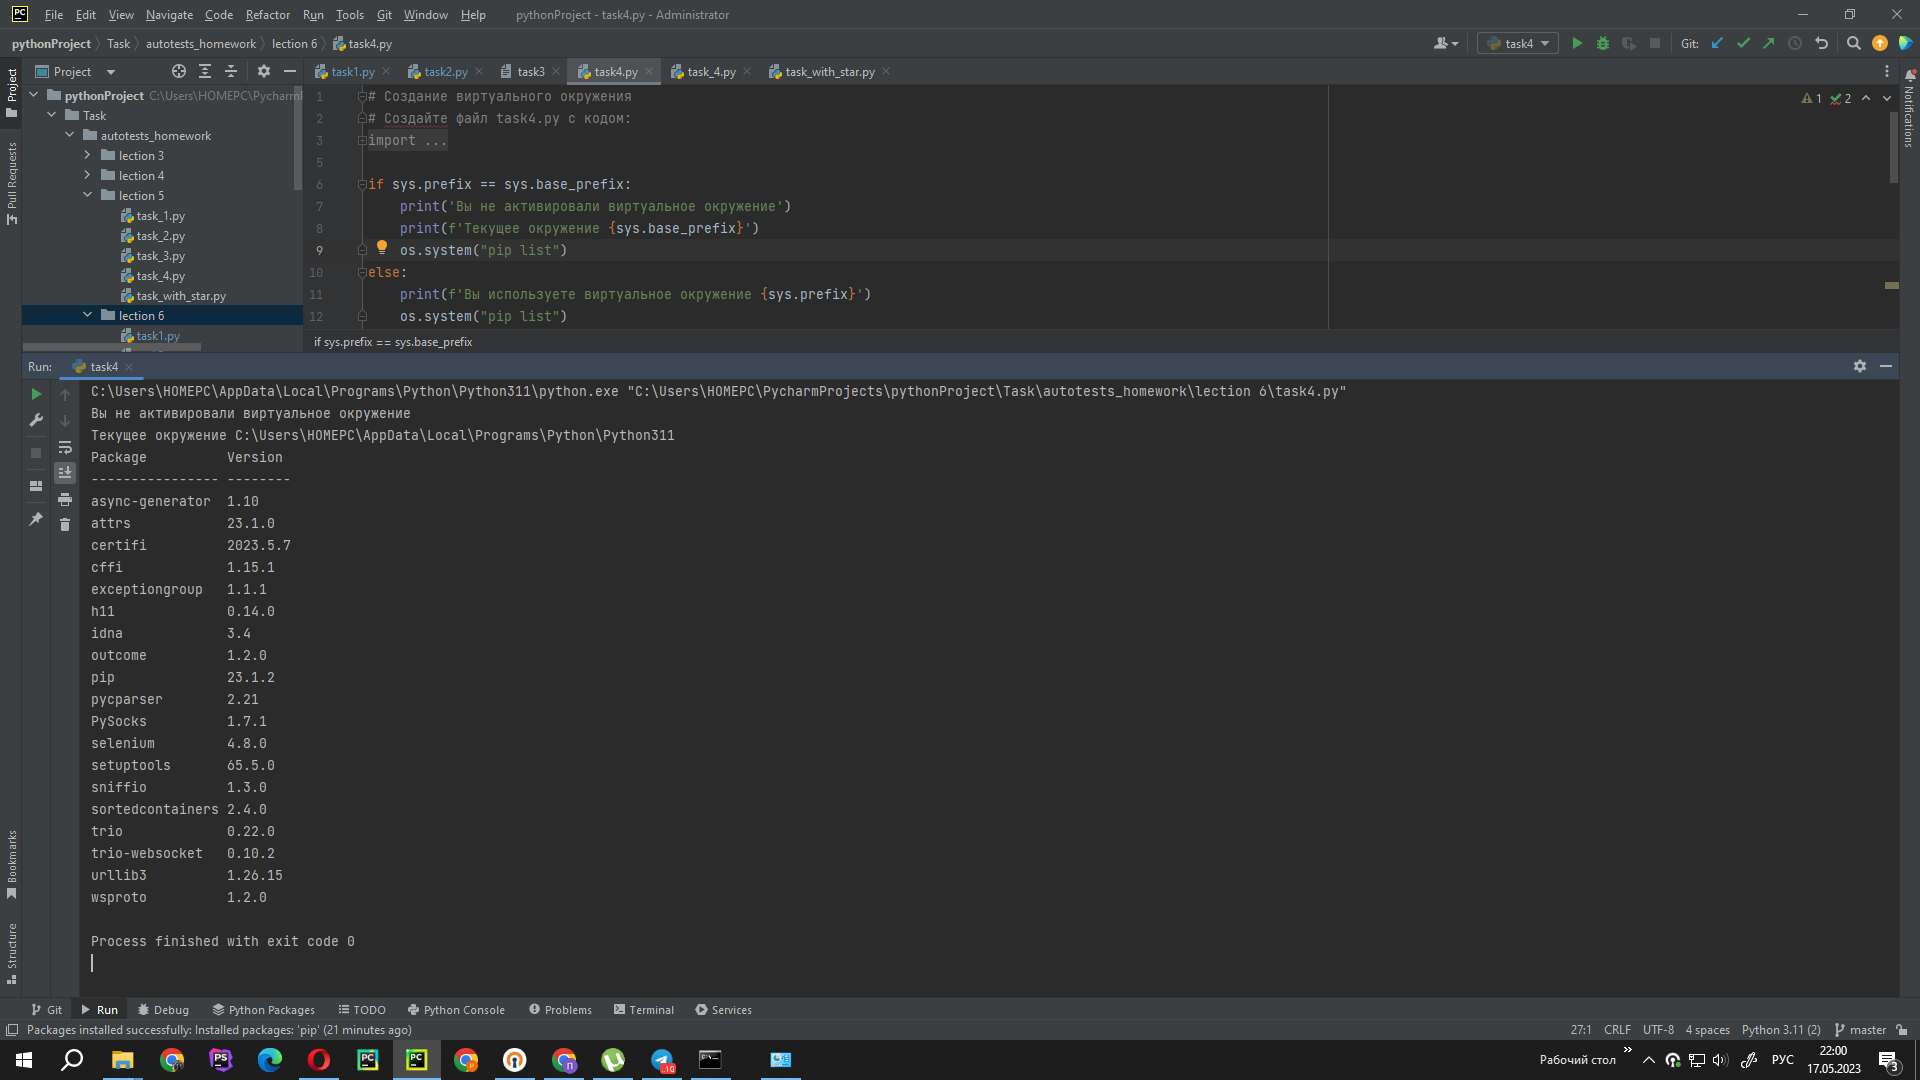 PC File Edit View Navigate Code Refactor Run Tools Git Window Help pythonProject - task4.py - Administrator
pythonProject Task autotests_homework lection 6 task4.py task4 Git:
Project task1.py task2.py task3 task4.py task_4.py task_with_star.py
Project
Pull Requests
Bookmarks
Structure
Notifications
pythonProject C:\Users\HOMEPC\Pycharm
Task
autotests_homework
lection 3
lection 4
lection 5
task_1.py
task_2.py
task_3.py
task_4.py
task_with_star.py
lection 6
task1.py
1 # Создание виртуального окружения
2 # Создайте файл task4.py с кодом:
3 import ...
5
6 if sys.prefix == sys.base_prefix:
7 print('Вы не активировали виртуальное окружение')
8 print(f'Текущее окружение {sys.base_prefix}')
9 os.system("pip list")
10 else:
11 print(f'Вы используете виртуальное окружение {sys.prefix}')
12 os.system("pip list")
1 2
if sys.prefix == sys.base_prefix
Run: task4
C:\Users\HOMEPC\AppData\Local\Programs\Python\Python311\python.exe "C:\Users\HOMEPC\PycharmProjects\pythonProject\Task\autotests_homework\lection 6\task4.py"
Вы не активировали виртуальное окружение
Текущее окружение C:\Users\HOMEPC\AppData\Local\Programs\Python\Python311
Package Version
---------------- --------
async-generator 1.10
attrs 23.1.0
certifi 2023.5.7
cffi 1.15.1
exceptiongroup 1.1.1
h11 0.14.0
idna 3.4
outcome 1.2.0
pip 23.1.2
pycparser 2.21
PySocks 1.7.1
selenium 4.8.0
setuptools 65.5.0
sniffio 1.3.0
sortedcontainers 2.4.0
trio 0.22.0
trio-websocket 0.10.2
urllib3 1.26.15
wsproto 1.2.0
Process finished with exit code 0
Git Run Debug Python Packages TODO Python Console Problems Terminal Services
Packages installed successfully: Installed packages: 'pip' (21 minutes ago) 27:1 CRLF UTF-8 4 spaces Python 3.11 (2) master
PS PC PC П .10 Рабочий стол » РУС 22:00
17.05.2023 3